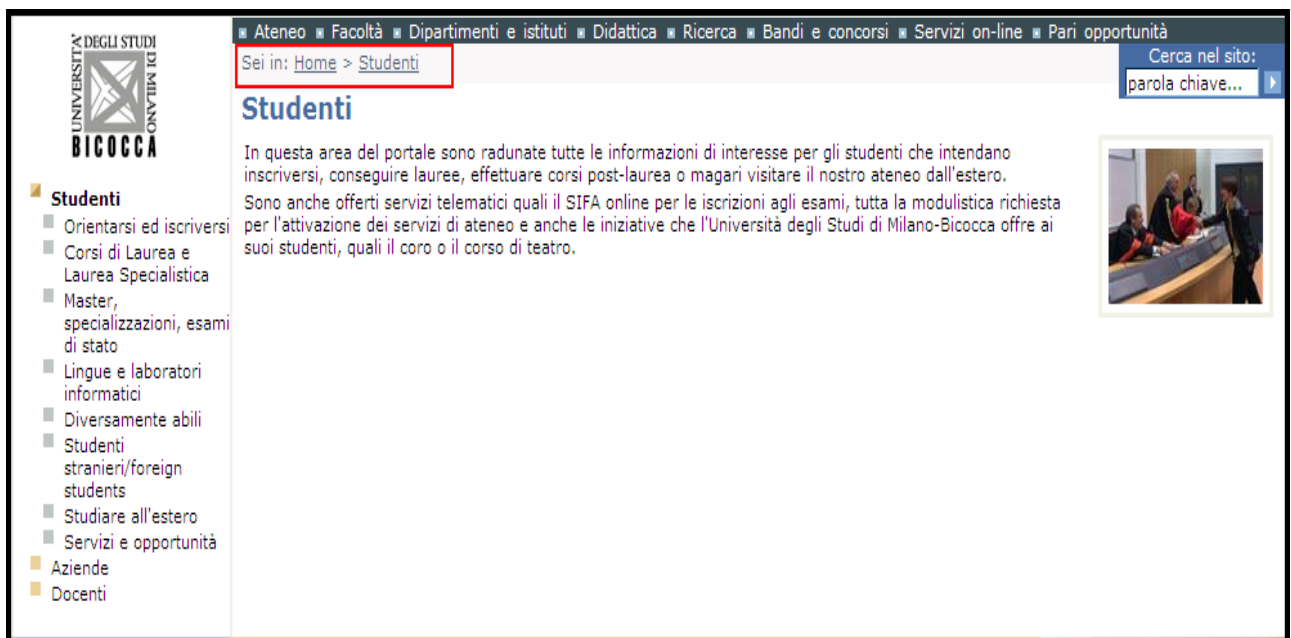 UNIVERSITA' DEGLI STUDI DI MILANO
BICOCCA
Ateneo Facoltà Dipartimenti e istituti Didattica Ricerca Bandi e concorsi Servizi on-line Pari opportunità
Sei in: Home > Studenti
Cerca nel sito:
parola chiave...
Studenti
In questa area del portale sono radunate tutte le informazioni di interesse per gli studenti che intendano
inscriversi, conseguire lauree, effettuare corsi post-laurea o magari visitare il nostro ateneo dall'estero.
Sono anche offerti servizi telematici quali il SIFA online per le iscrizioni agli esami, tutta la modulistica richiesta
per l'attivazione dei servizi di ateneo e anche le iniziative che l'Università degli Studi di Milano-Bicocca offre ai
suoi studenti, quali il coro o il corso di teatro.
Studenti
Orientarsi ed iscriversi
Corsi di Laurea e
Laurea Specialistica
Master,
specializzazioni, esami
di stato
Lingue e laboratori
informatici
Diversamente abili
Studenti
stranieri/foreign
students
Studiare all'estero
Servizi e opportunità
Aziende
Docenti